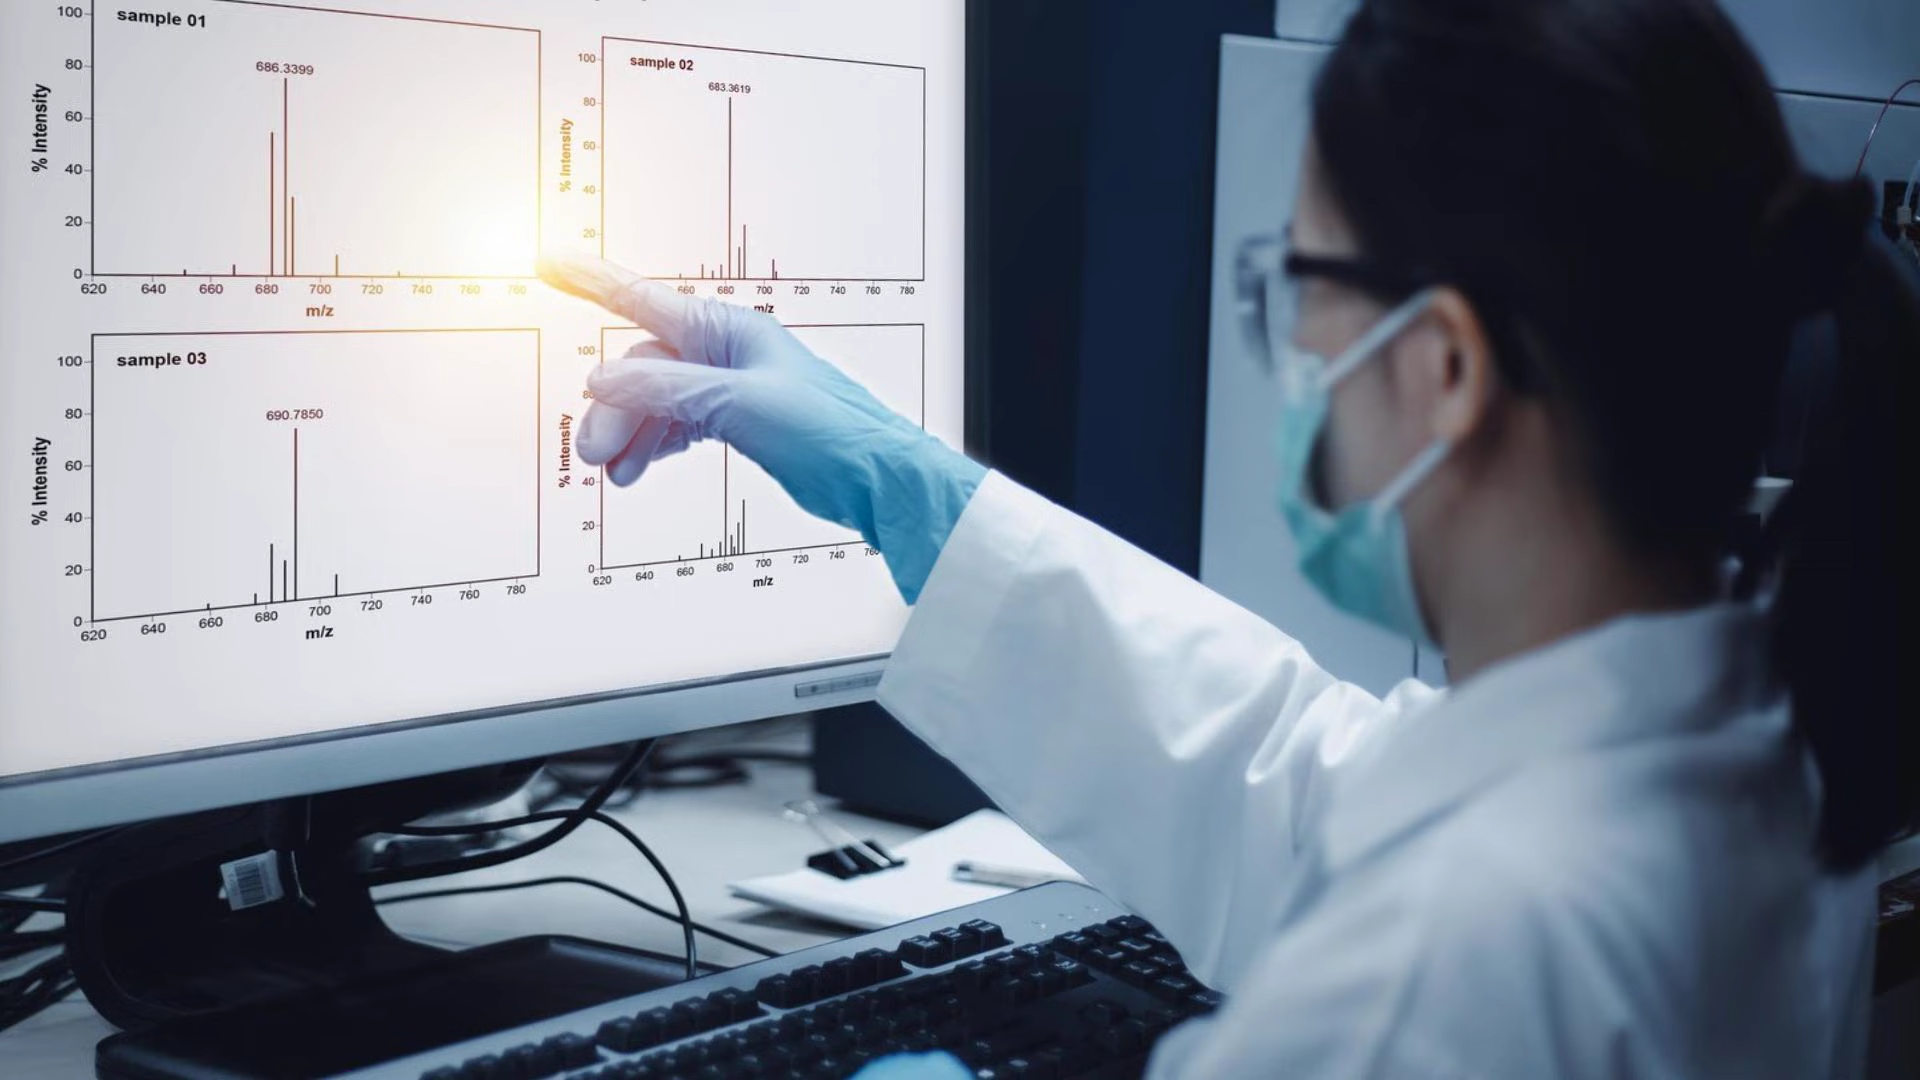 sample 01
% Intensity
100
80
60
40
20
0
686.3399
620 640 660 680 700 720 740 760 760
m/z
sample 02
% Intensity
100
80
60
40
20
683.3619
660 680 700 720 740 760 780
m/z
sample 03
% Intensity
100
80
60
40
20
0
690.7850
620 640 660 680 700 720 740 760 780
m/z
% Intensity
100
40
20
0
620 640 660 680 700 720 740
m/z